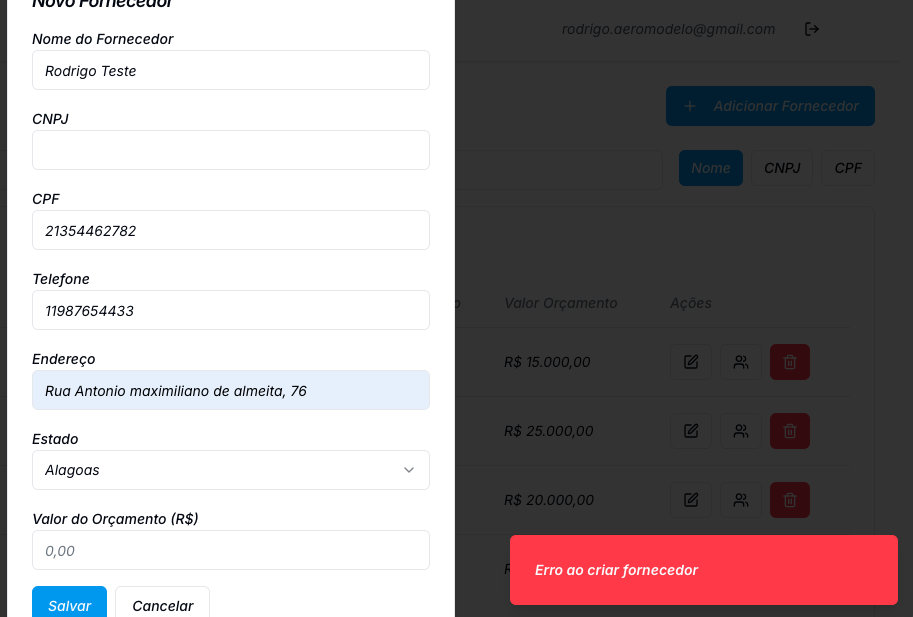 Novo Fornecedor
rodrigo.aeromodelo@gmail.com
Nome do Fornecedor
Rodrigo Teste
CNPJ
CPF
21354462782
Telefone
11987654433
Endereço
Rua Antonio maximiliano de almeita, 76
Estado
Alagoas
Valor do Orçamento (R$)
0,00
Salvar
Cancelar
Adicionar Fornecedor
Nome
CNPJ
CPF
Valor Orçamento
Ações
R$ 15.000,00
R$ 25.000,00
R$ 20.000,00
Erro ao criar fornecedor